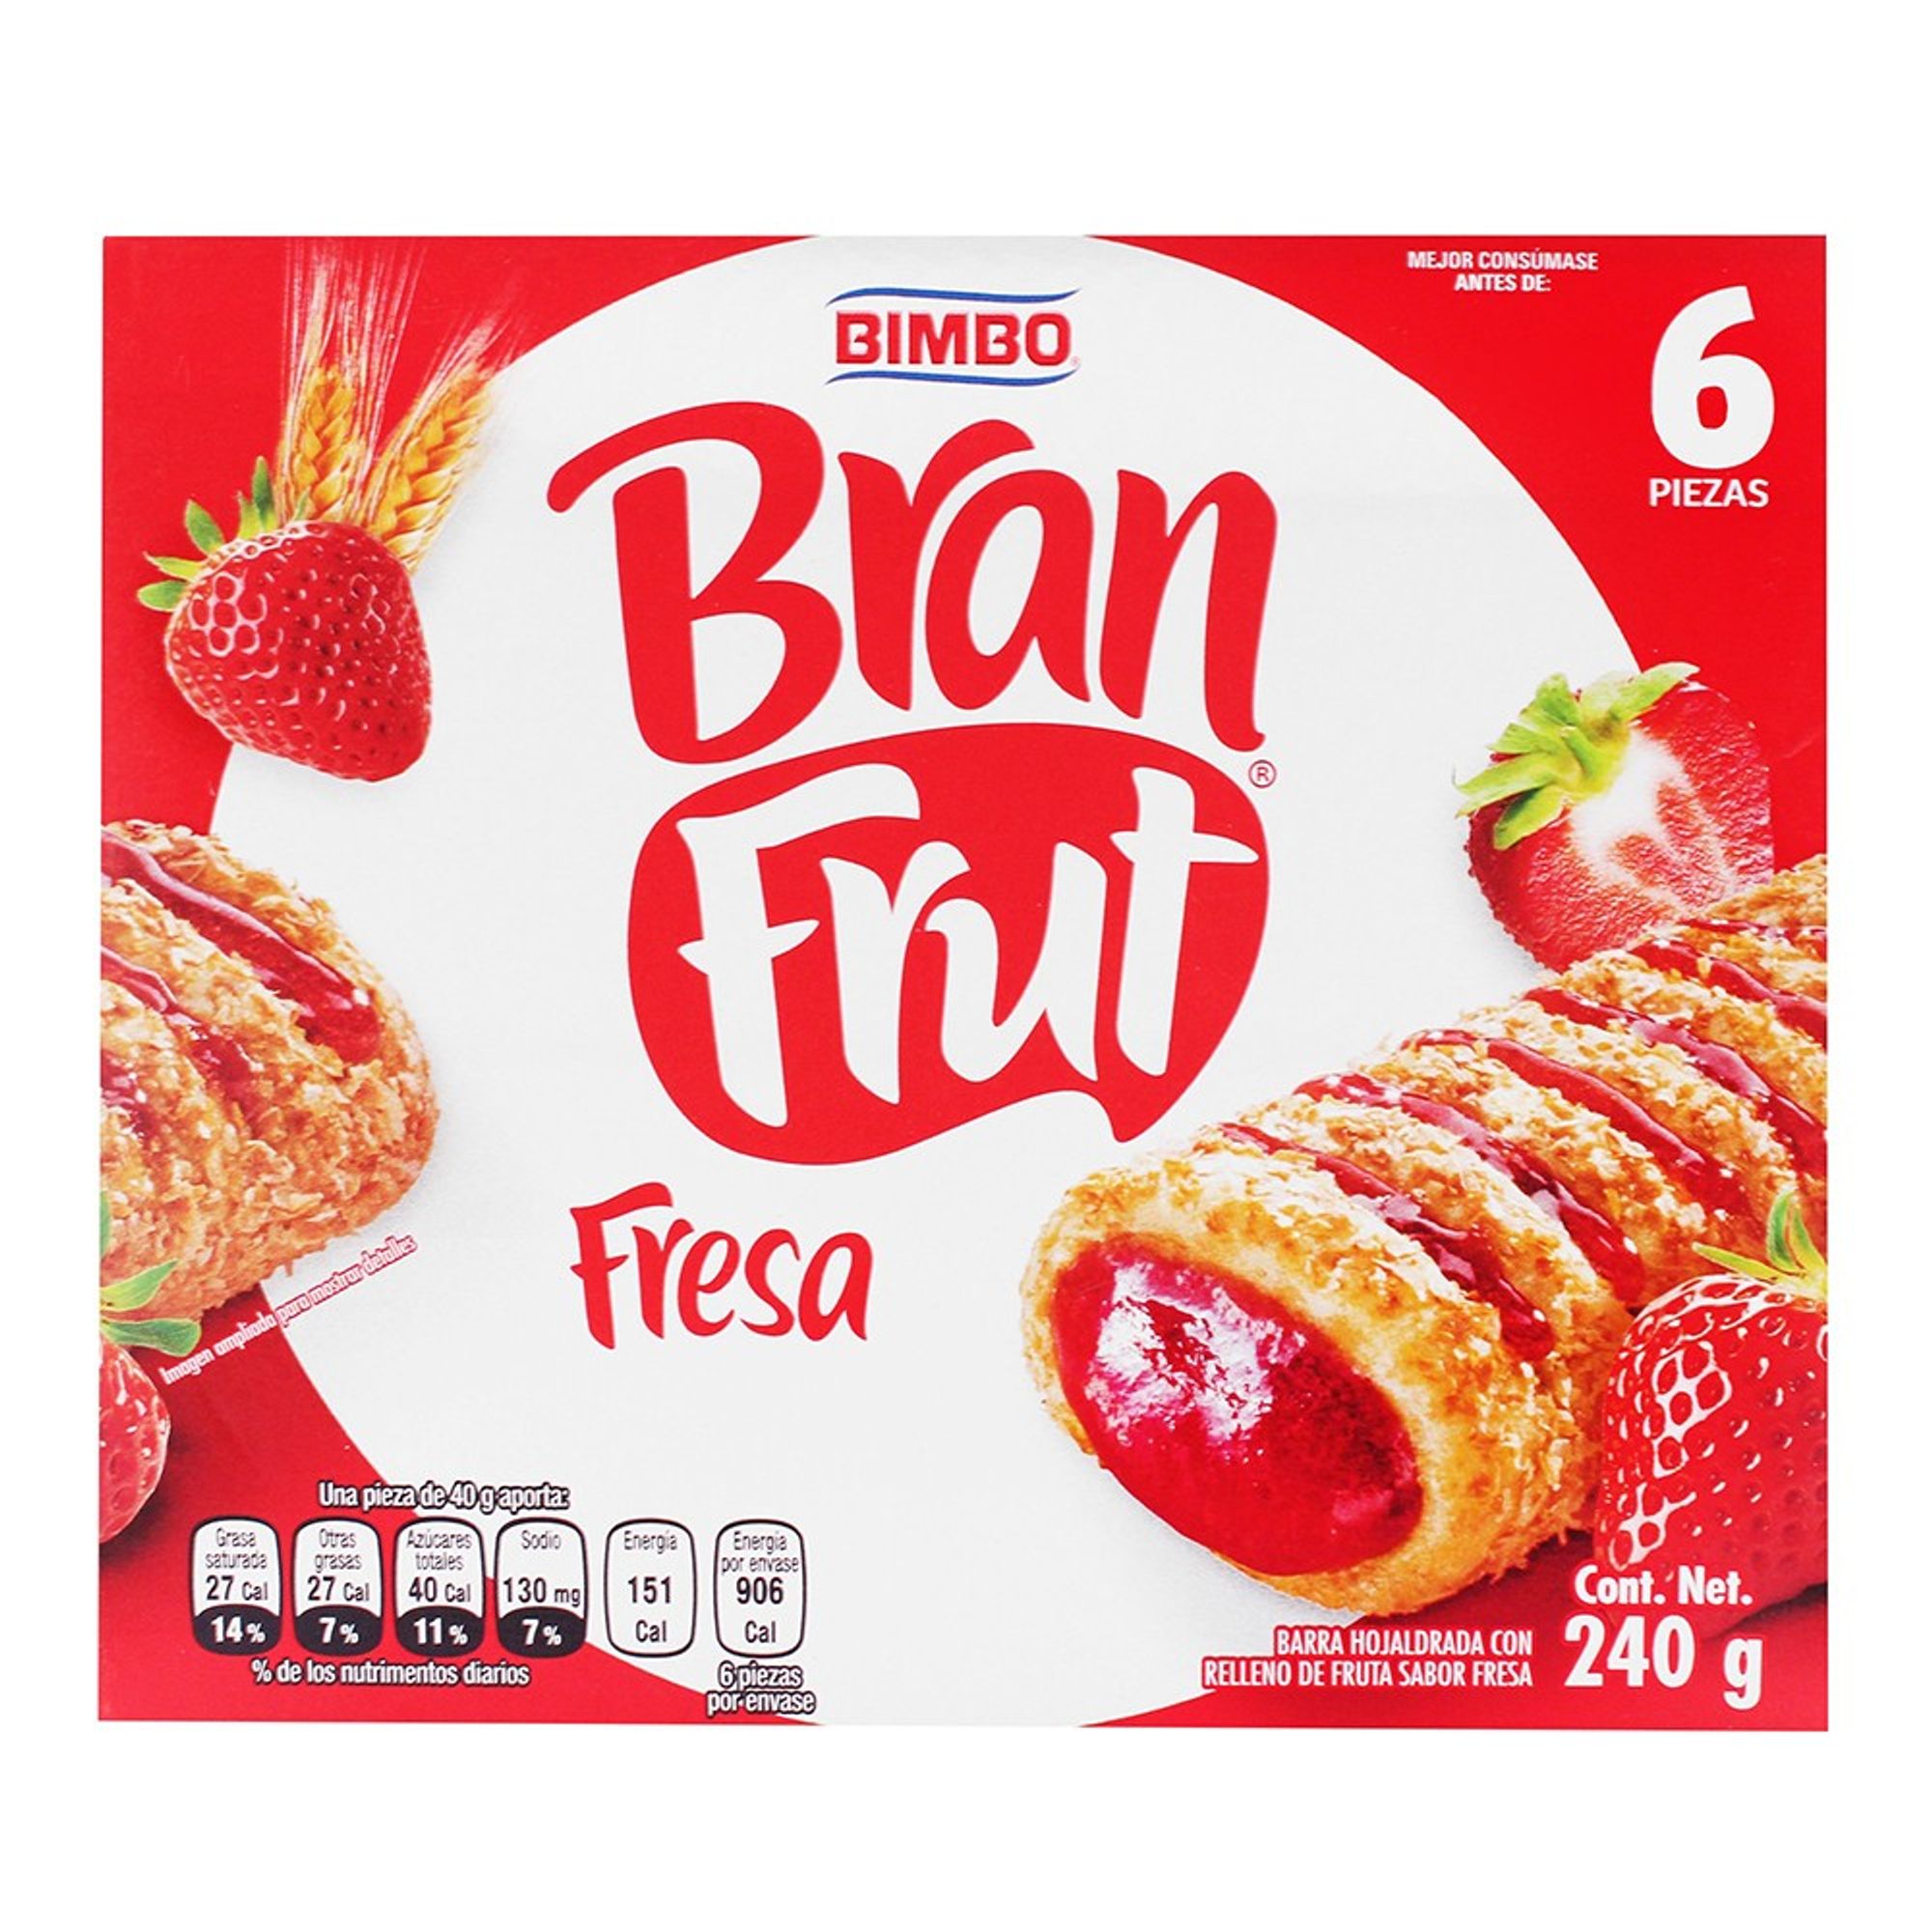 MEJOR CONSÚMASE
ANTES DE:
6
PIEZAS
BIMBO
Bran
Frut®
Fresa
Imagen ampliada para mostrar detalles
Una pieza de 40 g aporta:
Grasa saturada 27 Cal 14%
Otras grasas 27 Cal 7%
Azúcares totales 40 Cal 11%
Sodio 130 mg 7%
Energía 151 Cal
Energía por envase 906 Cal
% de los nutrimentos diarios
6 piezas
por envase
BARRA HOJALDRADA CON
RELLENO DE FRUTA SABOR FRESA
Cont. Net.
240 g